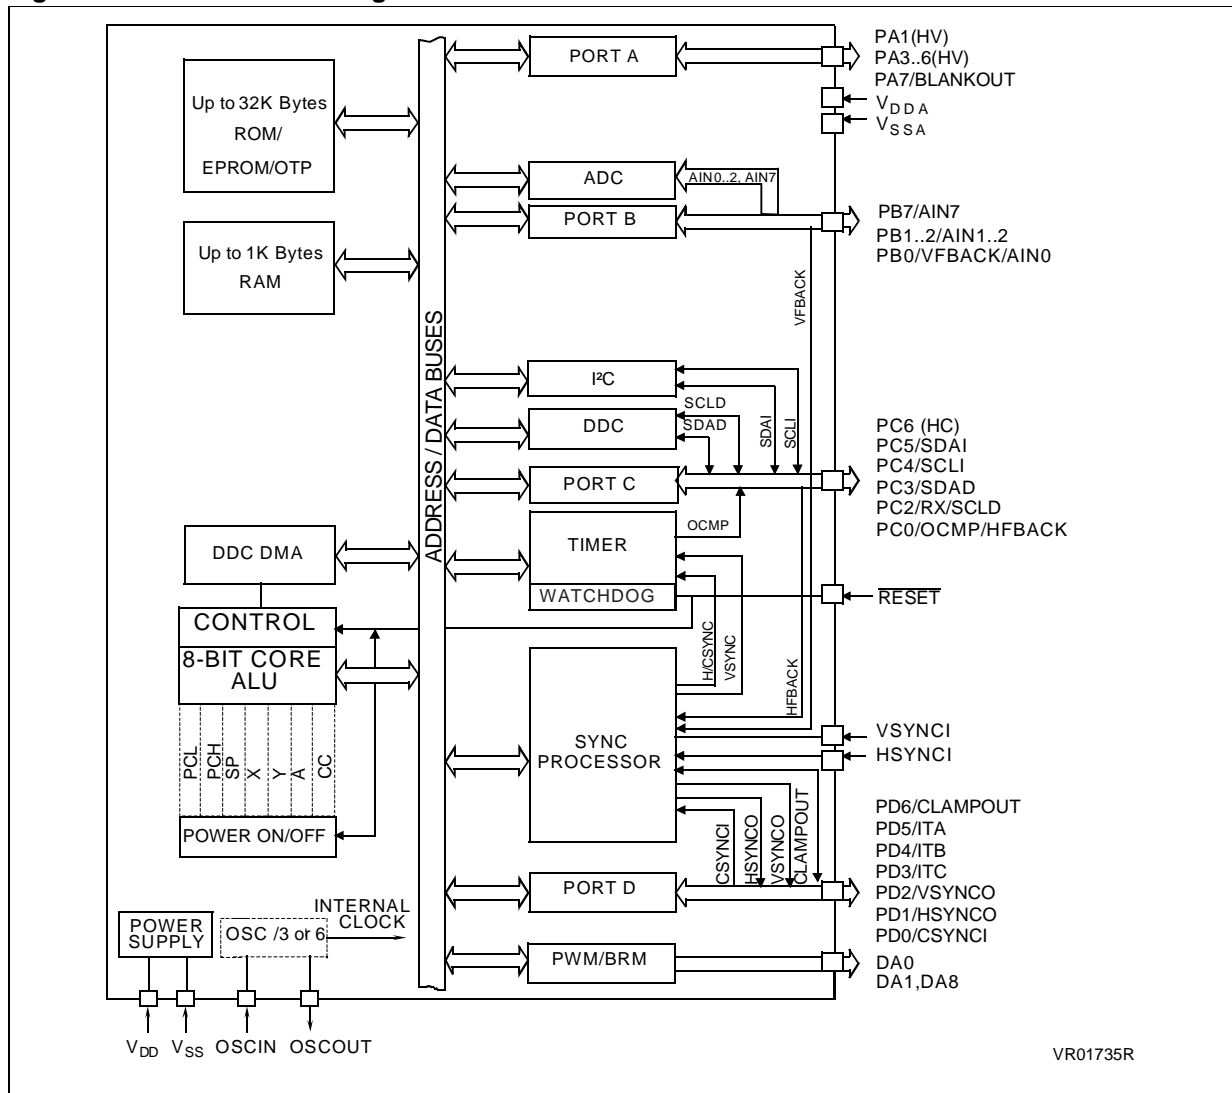 PORT A
PA1(HV)
PA3..6(HV)
PA7/BLANKOUT
VDDA
VSSA
Up to 32K Bytes
ROM/
EPROM/OTP
ADC
AIN0..2, AIN7
PORT B
PB7/AIN7
PB1..2/AIN1..2
PB0/VFBACK/AIN0
Up to 1K Bytes
RAM
VFBACK
ADDRESS / DATA BUSES
I²C
DDC
SCLD
SDAD
SDAI
SCLI
PORT C
PC6 (HC)
PC5/SDAI
PC4/SCLI
PC3/SDAD
PC2/RX/SCLD
PC0/OCMP/HFBACK
OCMP
TIMER
WATCHDOG
RESET
DDC DMA
CONTROL
8-BIT CORE
ALU
PCL
PCH
SP
X
Y
A
CC
POWER ON/OFF
H/CSYNC
VSYNC
HFBACK
SYNC
PROCESSOR
VSYNCI
HSYNCI
CSYNCI
HSYNCO
VSYNCO
CLAMPOUT
PORT D
PD6/CLAMPOUT
PD5/ITA
PD4/ITB
PD3/ITC
PD2/VSYNCO
PD1/HSYNCO
PD0/CSYNCI
POWER
SUPPLY
OSC /3 or 6
INTERNAL
CLOCK
PWM/BRM
DA0
DA1,DA8
VDD
VSS
OSCIN
OSCOUT
VR01735R